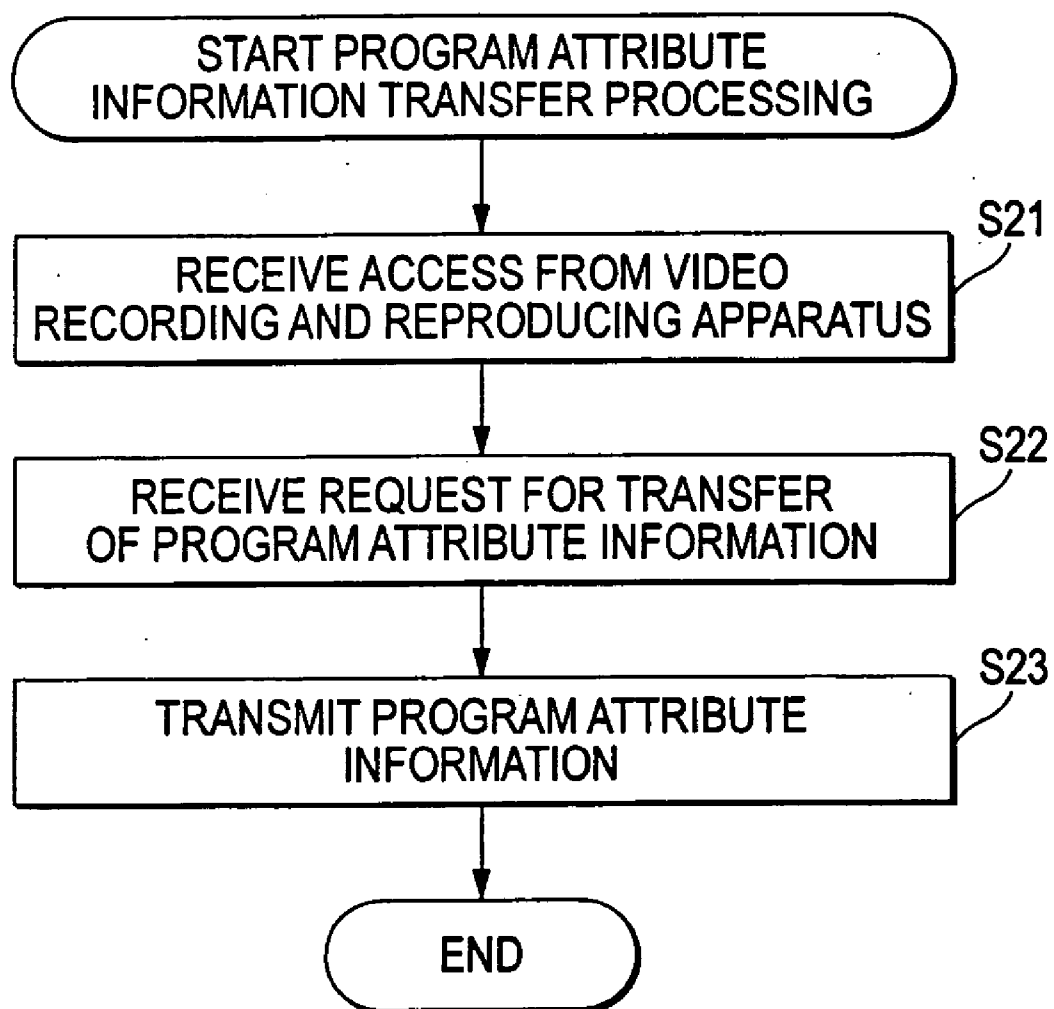 START PROGRAM ATTRIBUTE
INFORMATION TRANSFER PROCESSING
S21
RECEIVE ACCESS FROM VIDEO
RECORDING AND REPRODUCING APPARATUS
S22
RECEIVE REQUEST FOR TRANSFER
OF PROGRAM ATTRIBUTE INFORMATION
S23
TRANSMIT PROGRAM ATTRIBUTE
INFORMATION
END